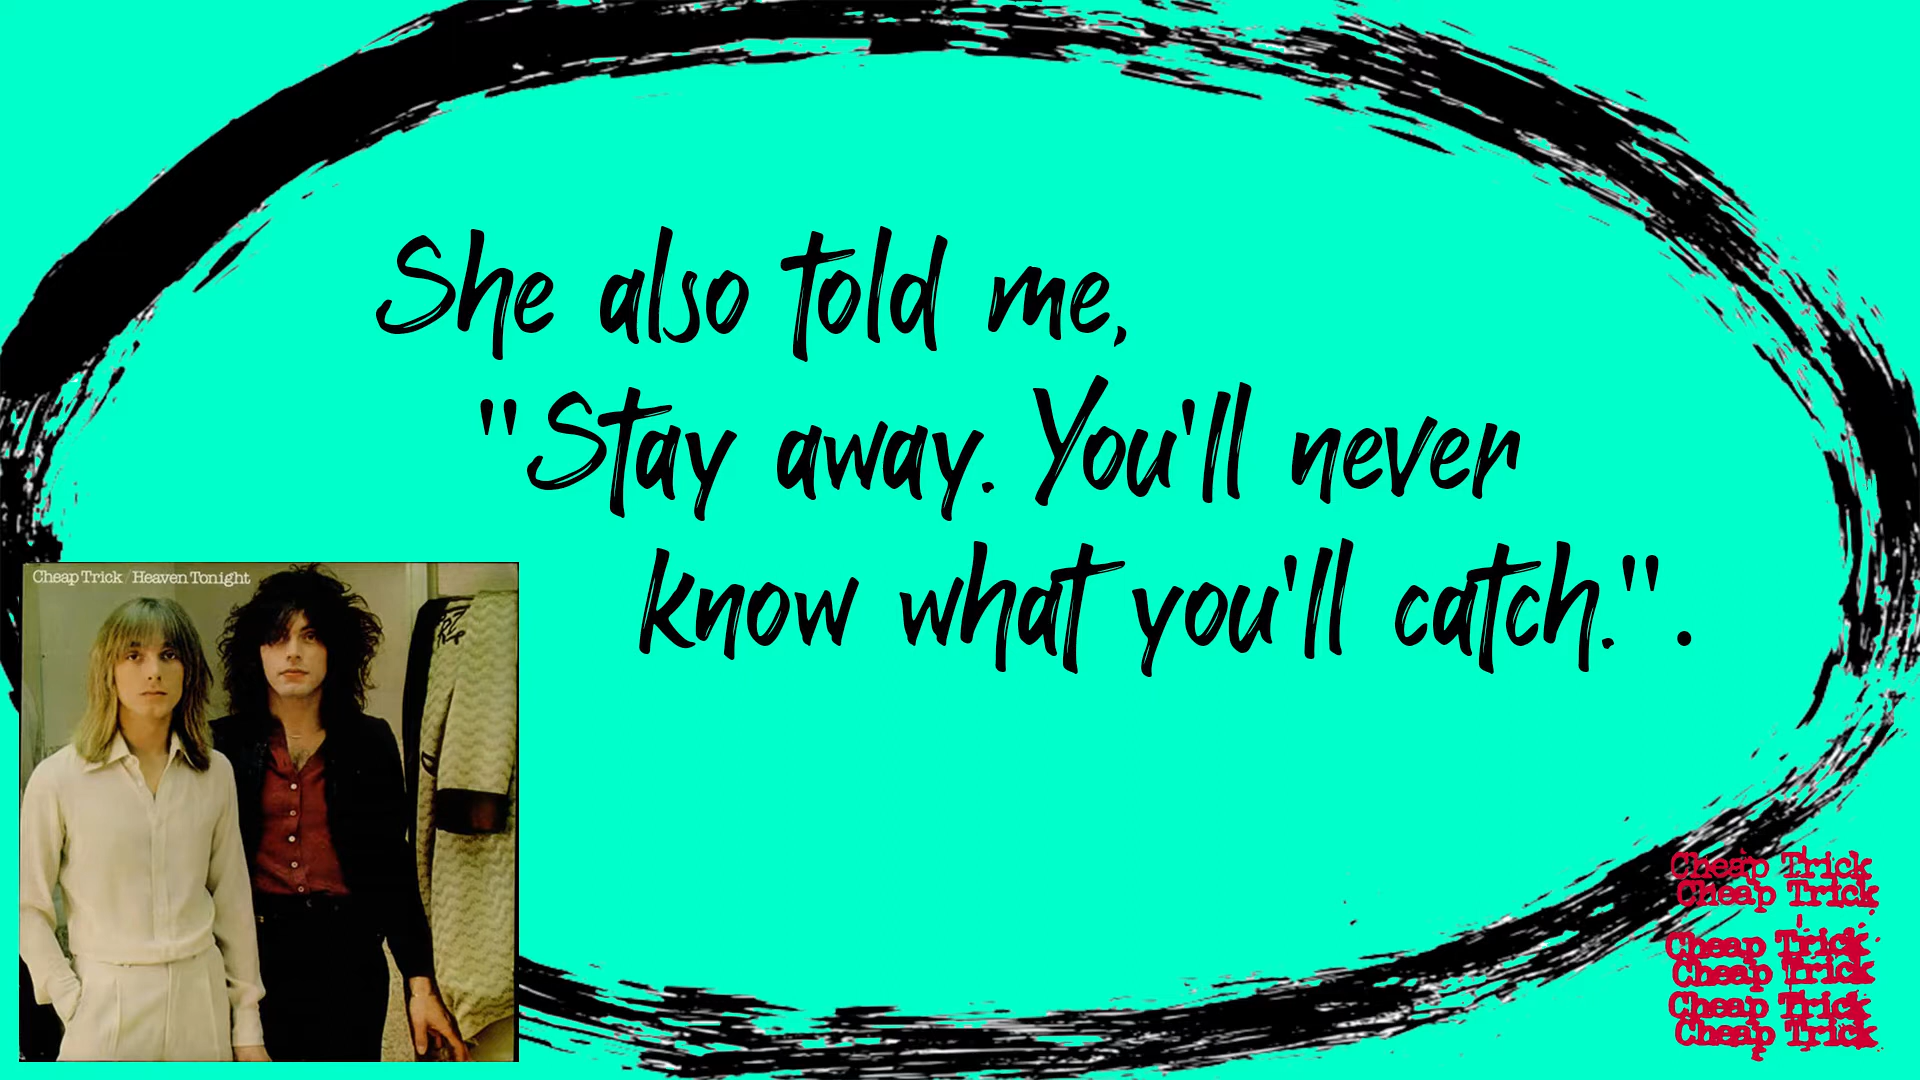 She also told me,
"Stay away. You'll never
know what you'll catch.".
Cheap Trick / Heaven Tonight
Cheap Trick
Cheap Trick
Cheap Trick
Cheap Trick
Cheap Trick
Cheap Trick